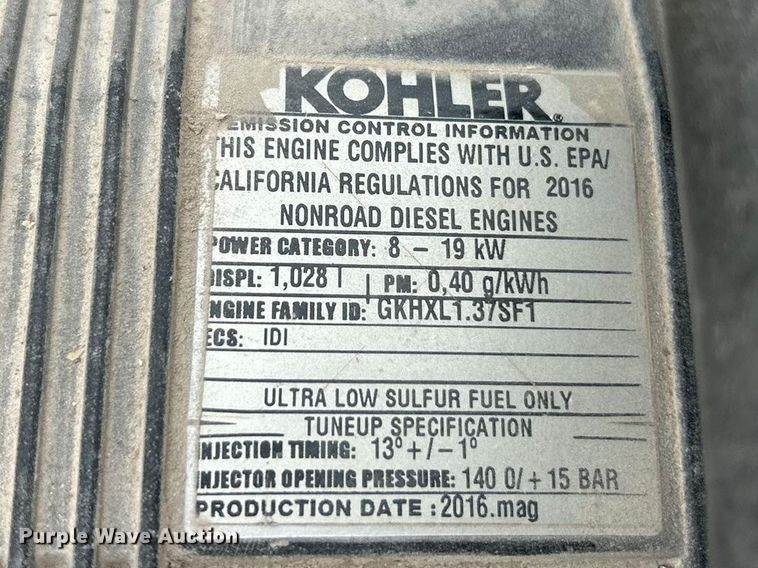 KOHLER®
EMISSION CONTROL INFORMATION
THIS ENGINE COMPLIES WITH U.S. EPA/
CALIFORNIA REGULATIONS FOR 2016
NONROAD DIESEL ENGINES
POWER CATEGORY: 8 – 19 kW
DISPL: 1,028 l | PM: 0,40 g/kWh
ENGINE FAMILY ID: GKHXL1.37SF1
ECS: IDI
ULTRA LOW SULFUR FUEL ONLY
TUNEUP SPECIFICATION
INJECTION TIMING: 13º +/– 1º
INJECTOR OPENING PRESSURE: 140 0/ + 15 BAR
PRODUCTION DATE : 2016.mag
Purple Wave Auction